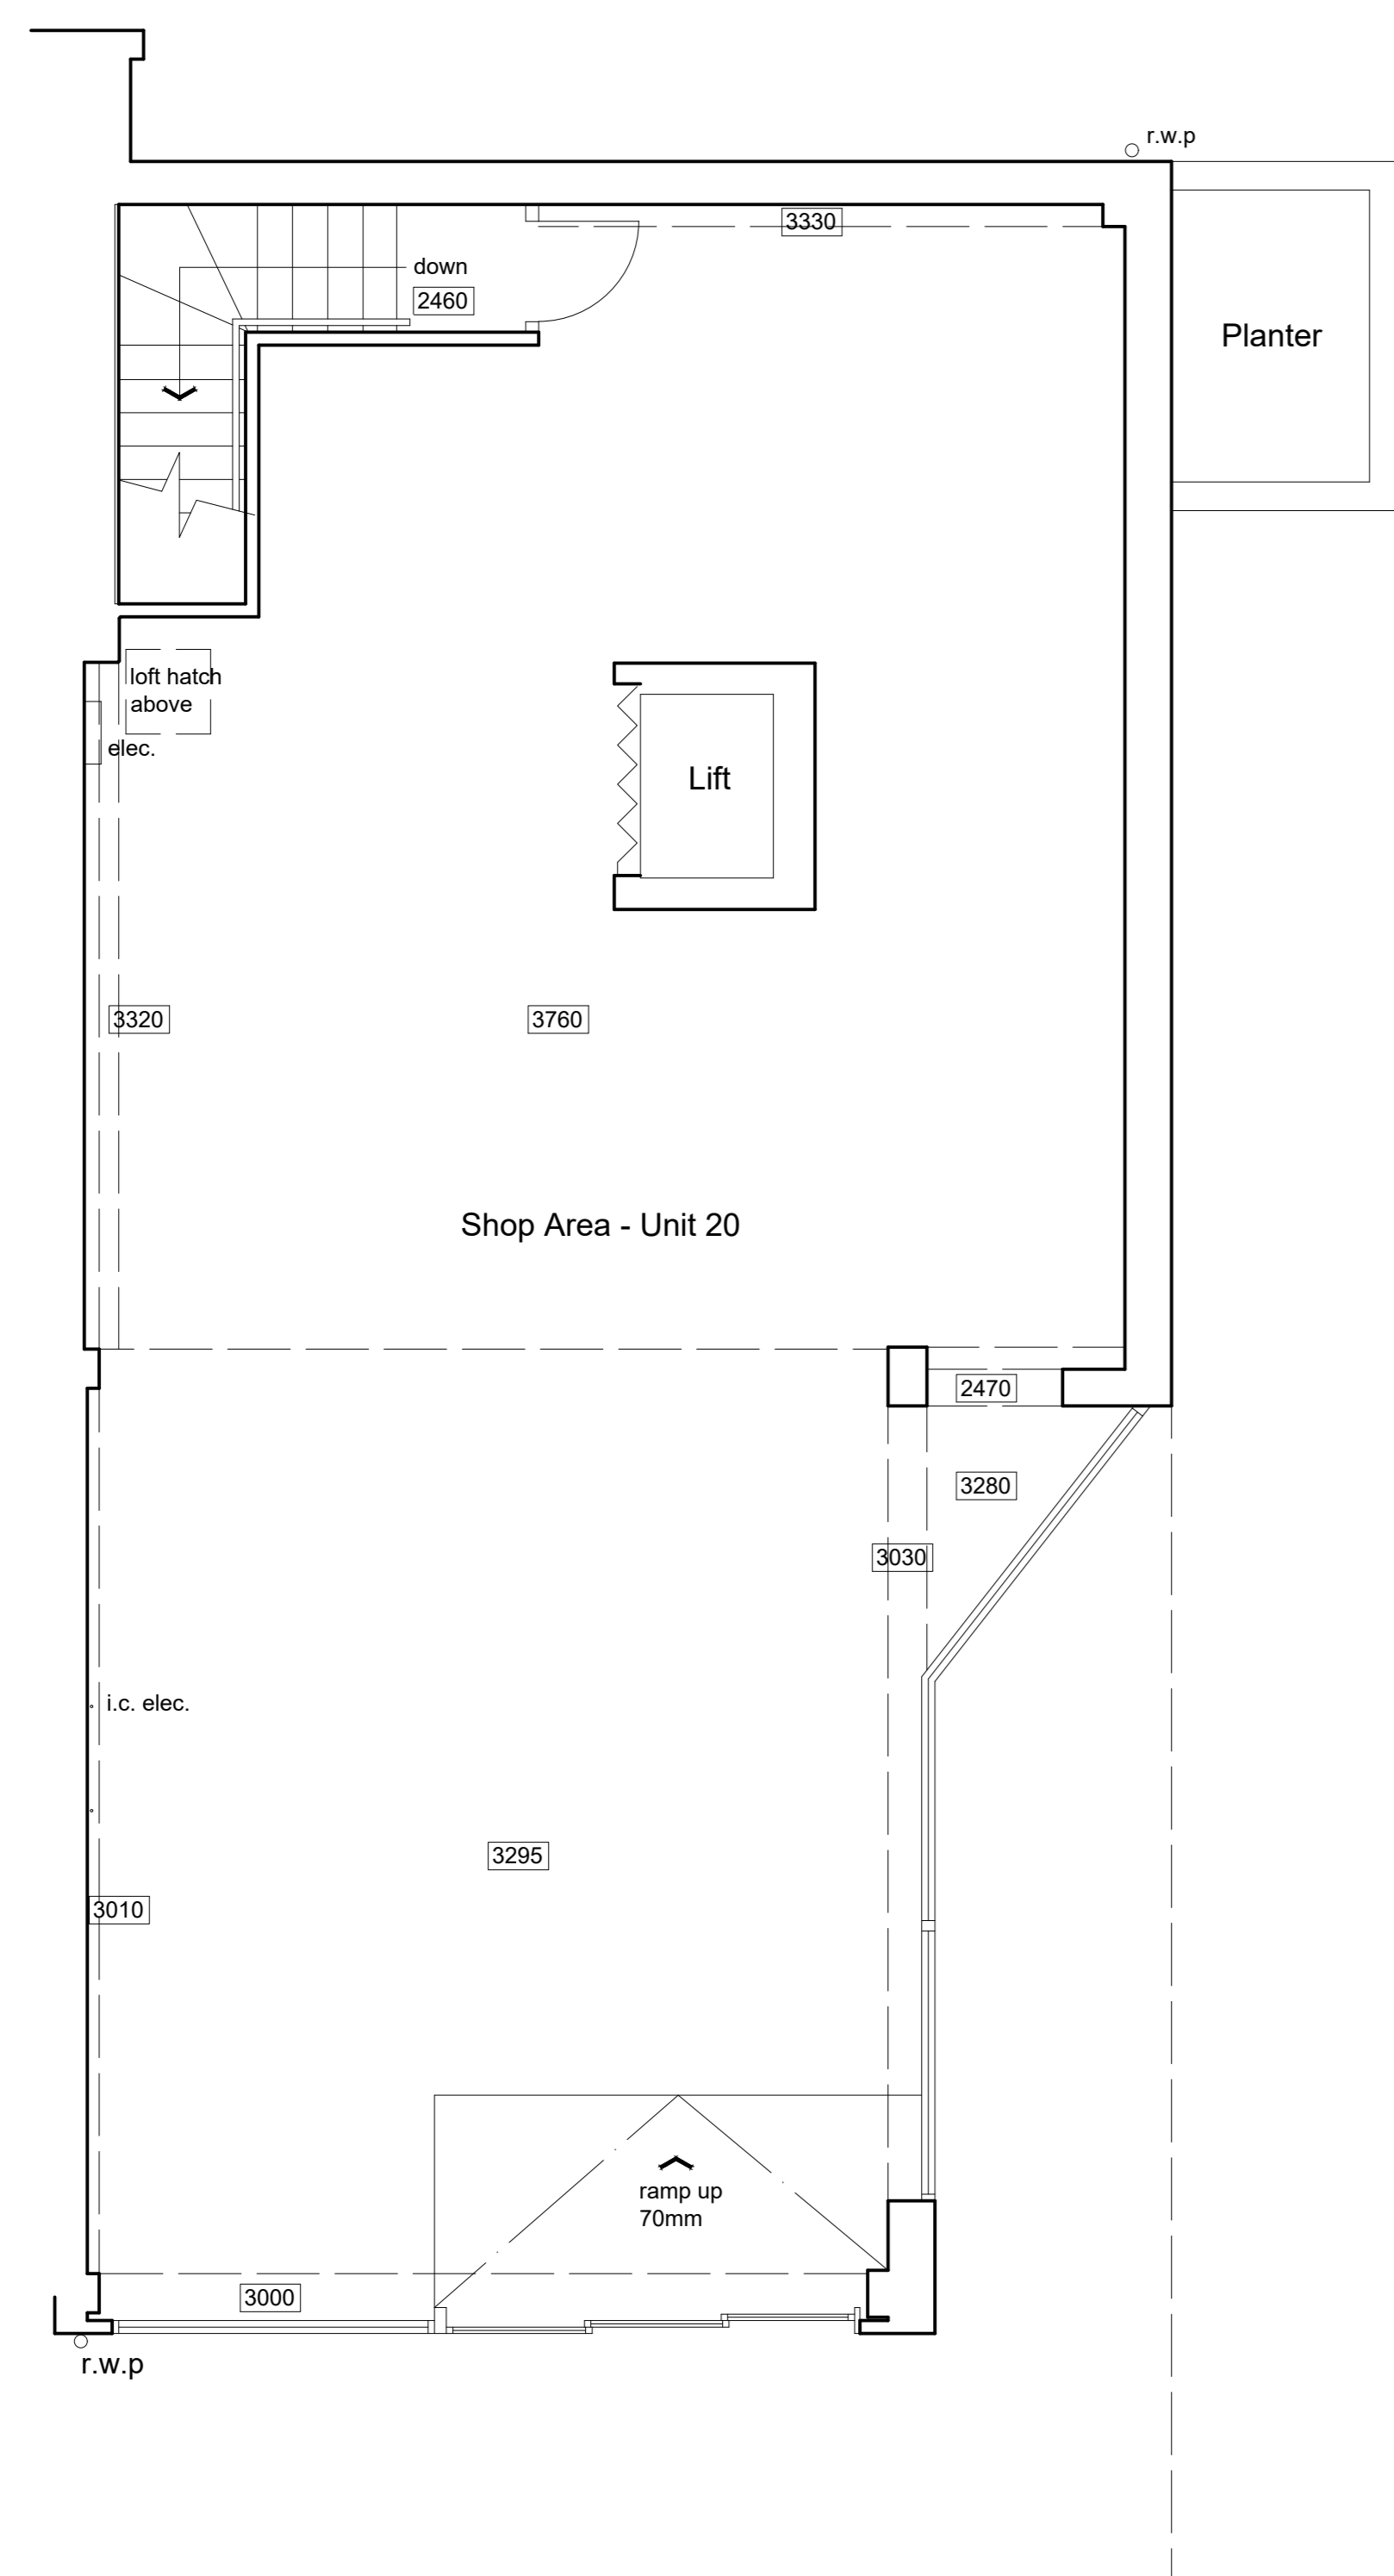 r.w.p
3330
down
2460
Planter
loft hatch
above
elec.
Lift
3320
3760
Shop Area - Unit 20
2470
3280
3030
i.c. elec.
3295
3010
ramp up
70mm
3000
r.w.p